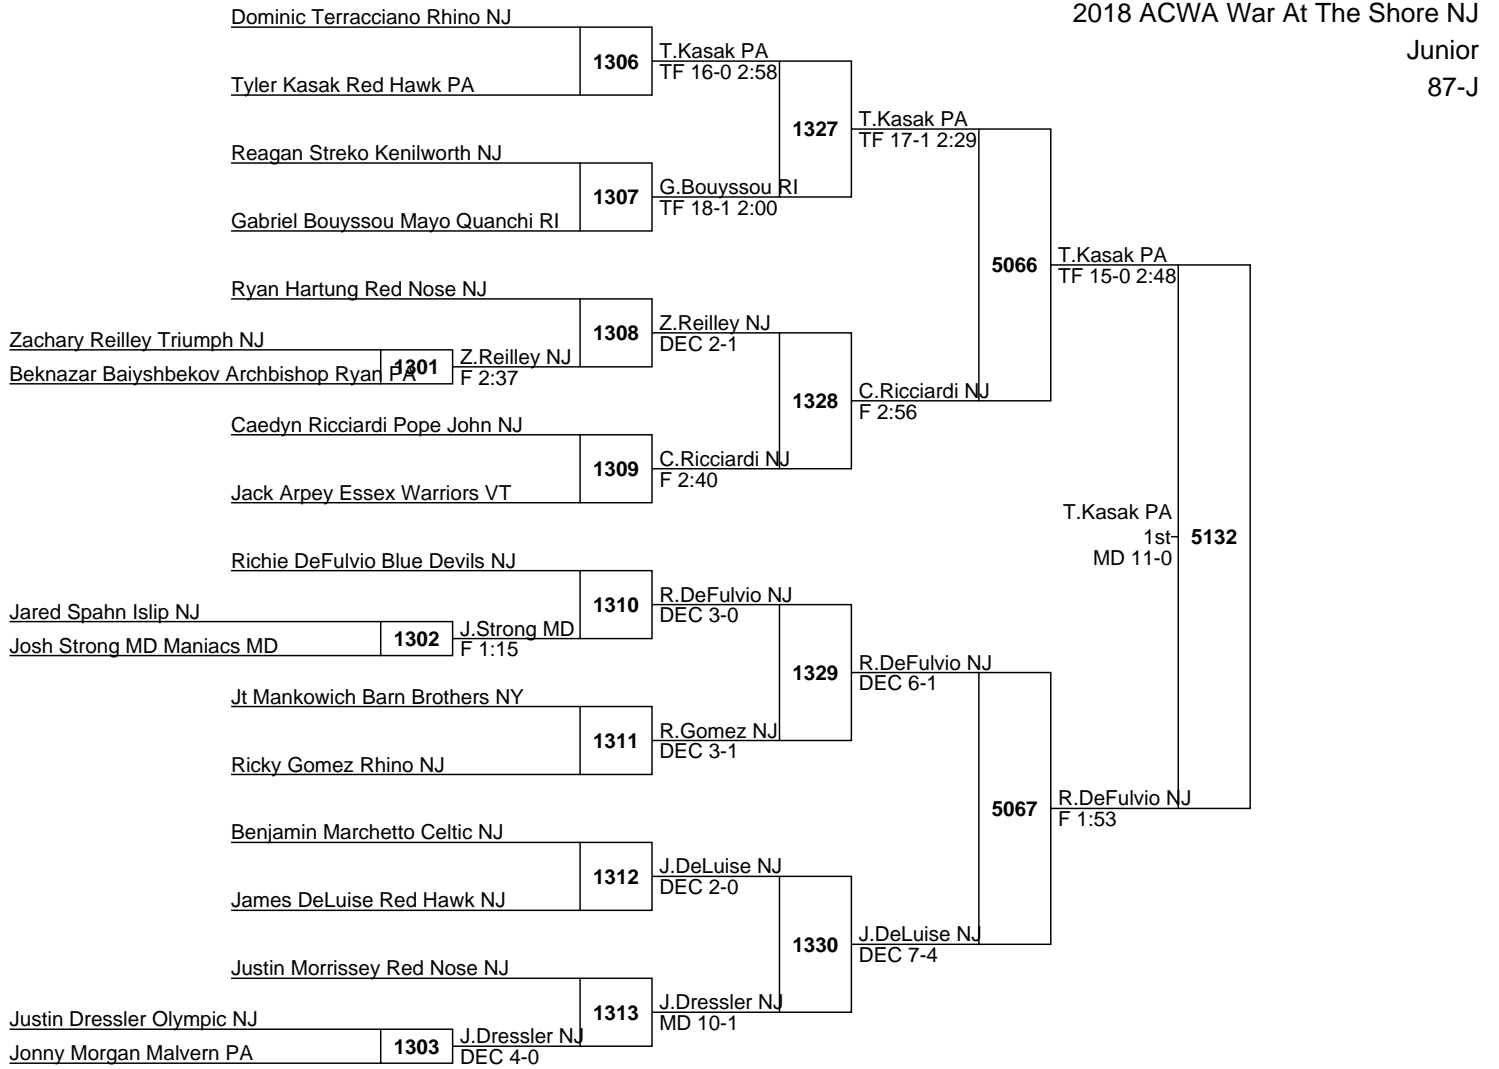 2018 ACWA War At The Shore NJ
Junior
87-J
Dominic Terracciano Rhino NJ
1306
T.Kasak PA
TF 16-0 2:58
Tyler Kasak Red Hawk PA
1327
T.Kasak PA
TF 17-1 2:29
Reagan Streko Kenilworth NJ
1307
G.Bouyssou RI
TF 18-1 2:00
Gabriel Bouyssou Mayo Quanchi RI
5066
T.Kasak PA
TF 15-0 2:48
Ryan Hartung Red Nose NJ
1308
Z.Reilley NJ
DEC 2-1
Zachary Reilley Triumph NJ
1301
Z.Reilley NJ
F 2:37
Beknazar Baiyshbekov Archbishop Ryan PA
1328
C.Ricciardi NJ
F 2:56
Caedyn Ricciardi Pope John NJ
1309
C.Ricciardi NJ
F 2:40
Jack Arpey Essex Warriors VT
T.Kasak PA
1st
MD 11-0
5132
Richie DeFulvio Blue Devils NJ
1310
R.DeFulvio NJ
DEC 3-0
Jared Spahn Islip NJ
1302
J.Strong MD
F 1:15
Josh Strong MD Maniacs MD
1329
R.DeFulvio NJ
DEC 6-1
Jt Mankowich Barn Brothers NY
1311
R.Gomez NJ
DEC 3-1
Ricky Gomez Rhino NJ
5067
R.DeFulvio NJ
F 1:53
Benjamin Marchetto Celtic NJ
1312
J.DeLuise NJ
DEC 2-0
James DeLuise Red Hawk NJ
1330
J.DeLuise NJ
DEC 7-4
Justin Morrissey Red Nose NJ
1313
J.Dressler NJ
MD 10-1
Justin Dressler Olympic NJ
1303
J.Dressler NJ
DEC 4-0
Jonny Morgan Malvern PA